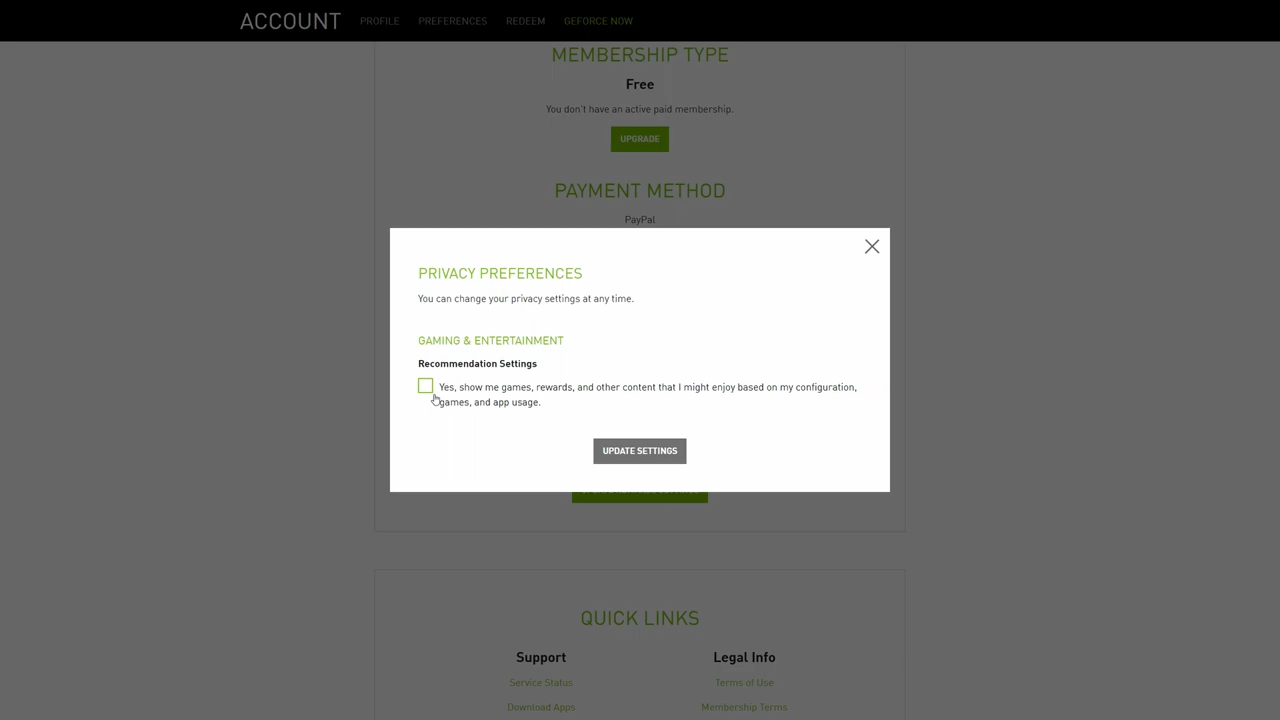 ACCOUNT PROFILE PREFERENCES REDEEM GEFORCE NOW
MEMBERSHIP TYPE
Free
You don't have an active paid membership.
UPGRADE
PAYMENT METHOD
PayPal
PRIVACY PREFERENCES
You can change your privacy settings at any time.
GAMING & ENTERTAINMENT
Recommendation Settings
Yes, show me games, rewards, and other content that I might enjoy based on my configuration,
games, and app usage.
UPDATE SETTINGS
QUICK LINKS
Support Legal Info
Service Status Terms of Use
Download Apps Membership Terms